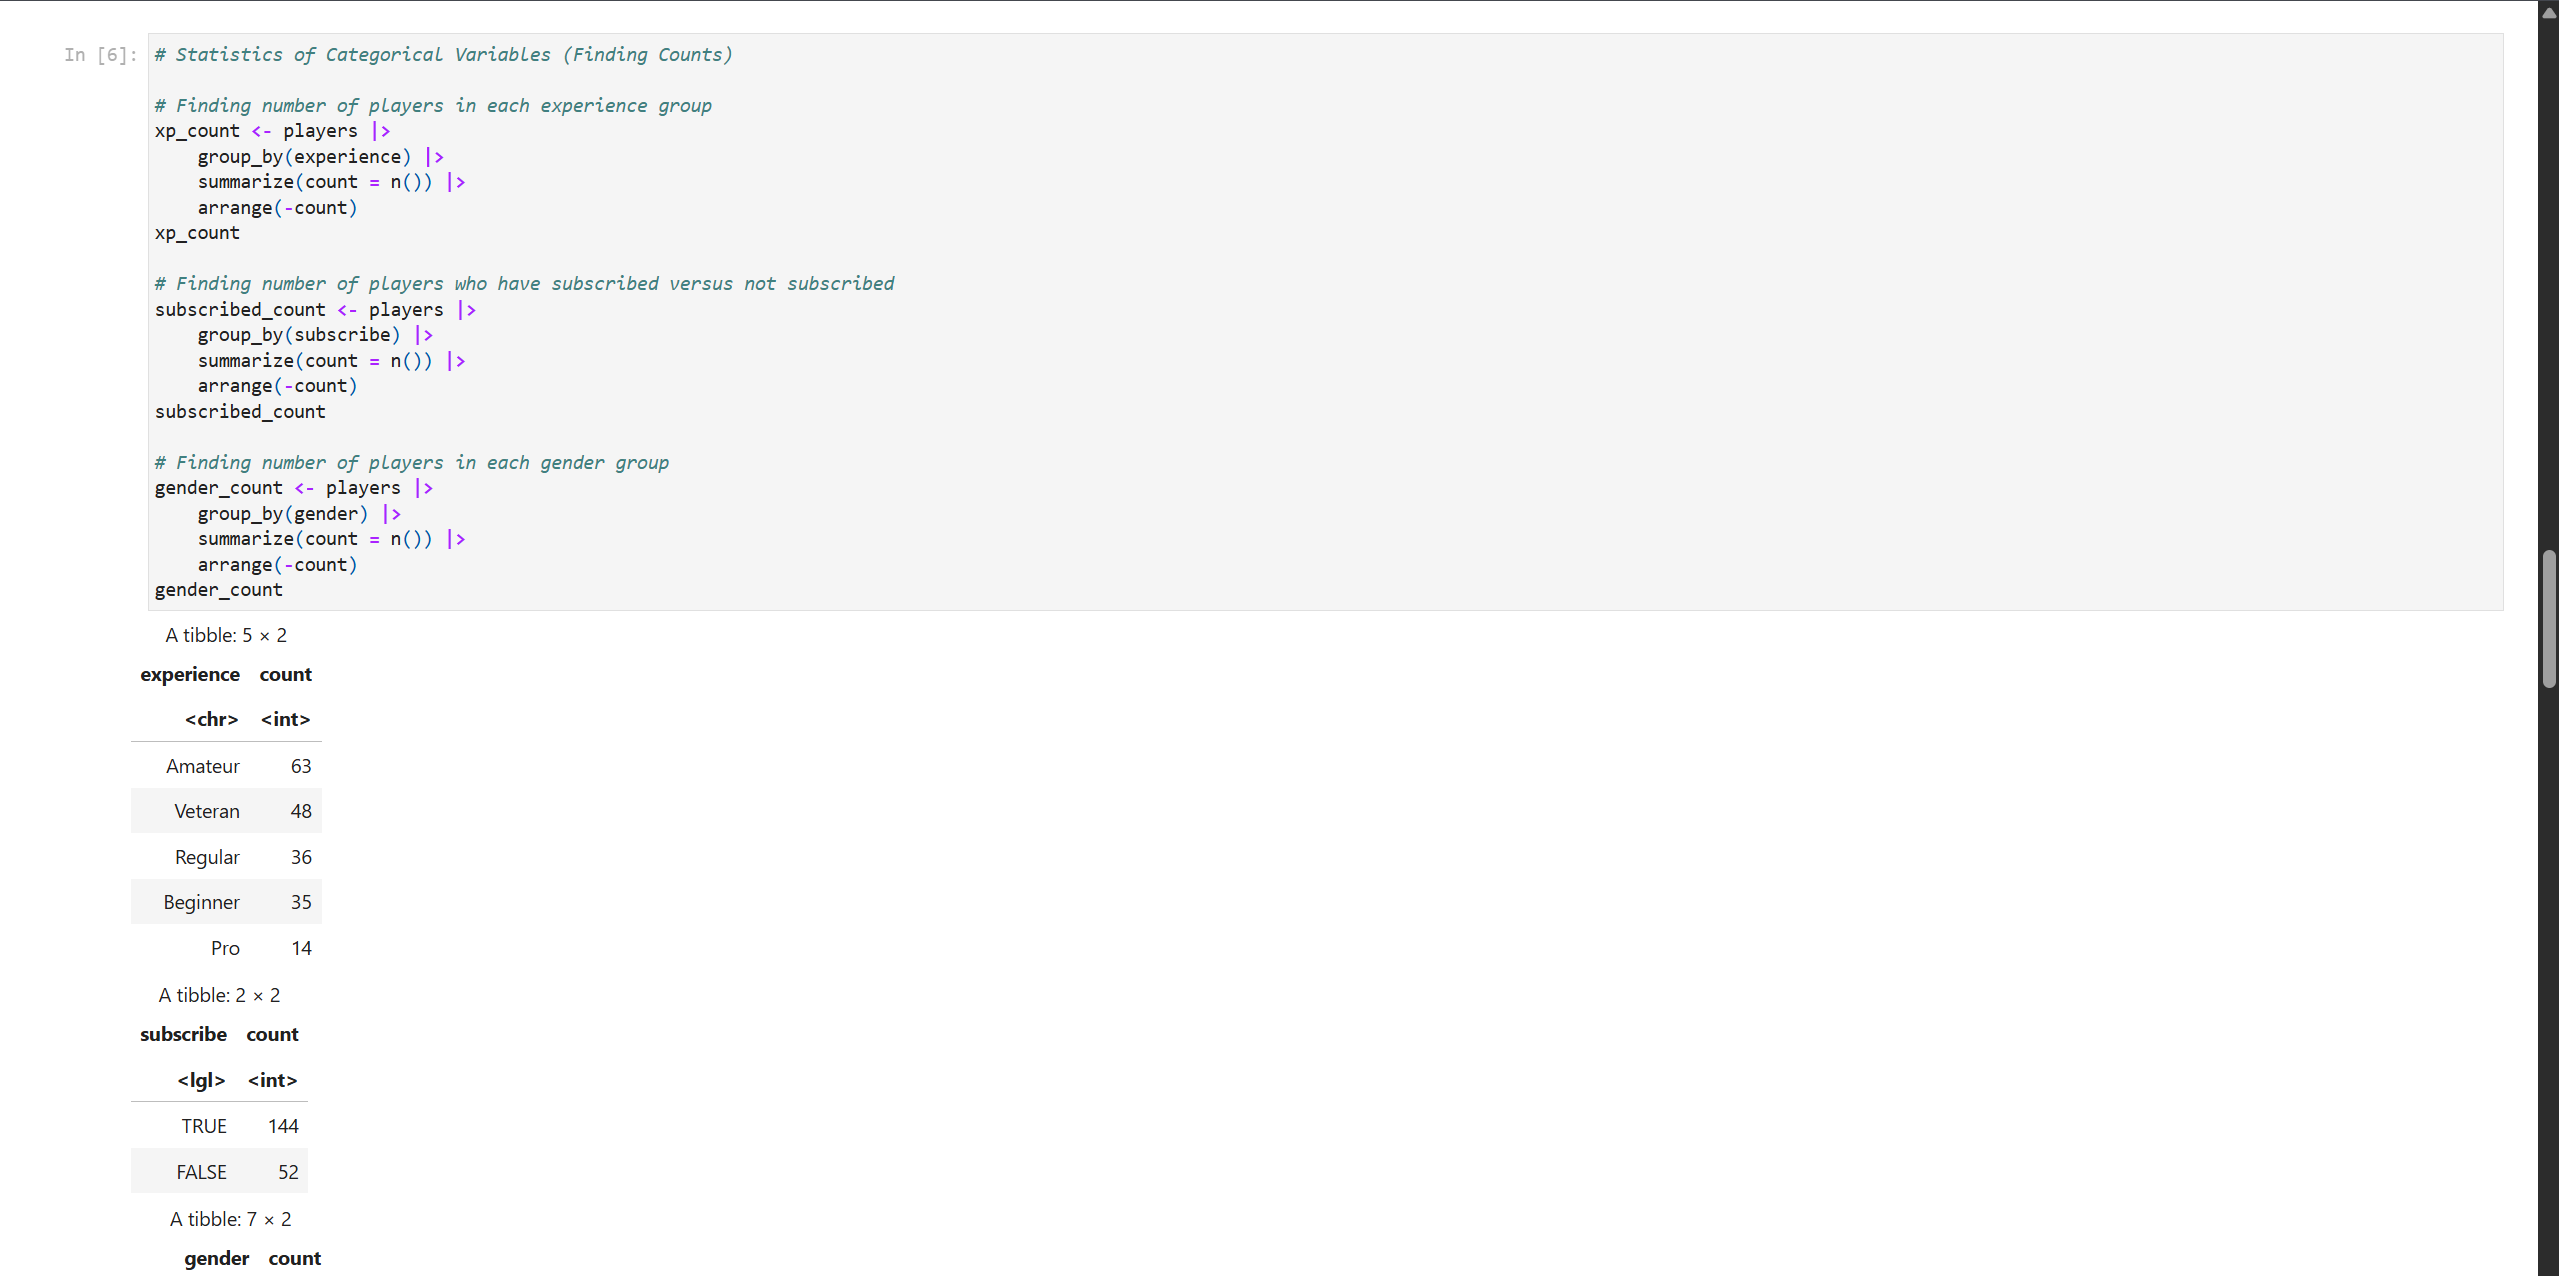 In [6]:
# Statistics of Categorical Variables (Finding Counts)
# Finding number of players in each experience group
xp_count <- players |>
    group_by(experience) |>
    summarize(count = n()) |>
    arrange(-count)
xp_count
# Finding number of players who have subscribed versus not subscribed
subscribed_count <- players |>
    group_by(subscribe) |>
    summarize(count = n()) |>
    arrange(-count)
subscribed_count
# Finding number of players in each gender group
gender_count <- players |>
    group_by(gender) |>
    summarize(count = n()) |>
    arrange(-count)
gender_count
A tibble: 5 × 2
experience count
<chr> <int>
Amateur 63
Veteran 48
Regular 36
Beginner 35
Pro 14
A tibble: 2 × 2
subscribe count
<lgl> <int>
TRUE 144
FALSE 52
A tibble: 7 × 2
gender count